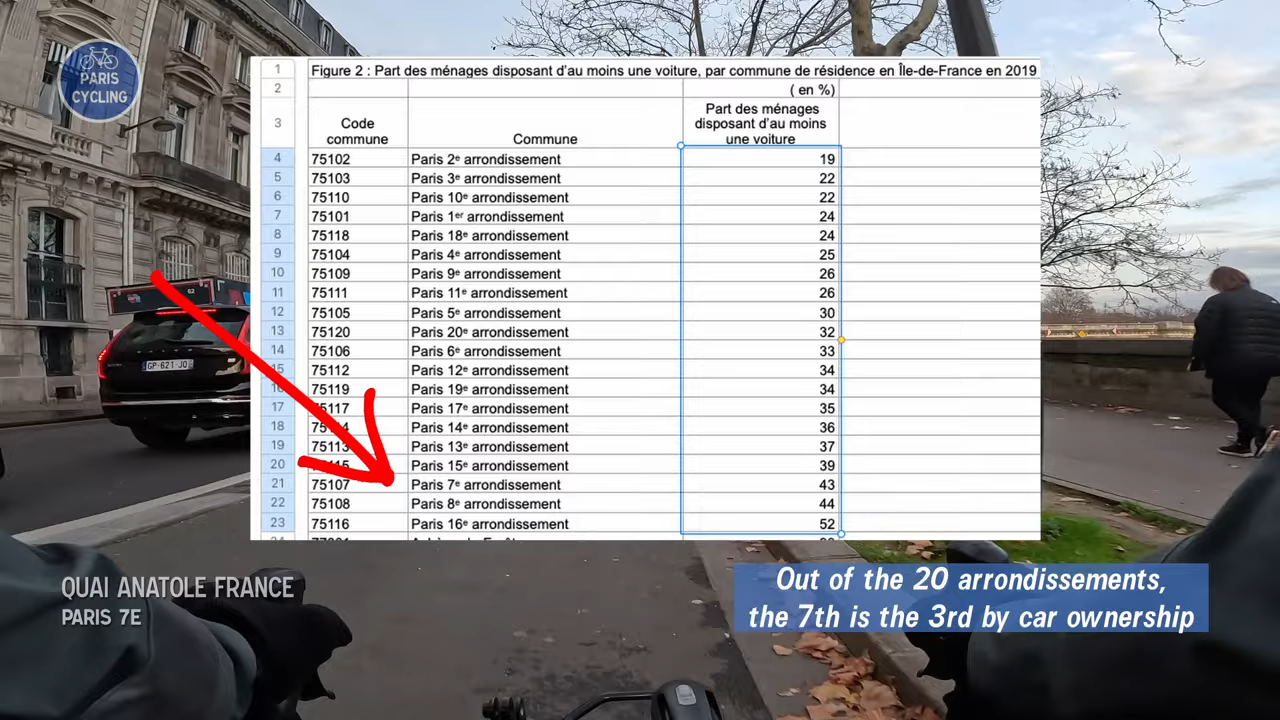 PARIS
CYCLING
1 Figure 2 : Part des ménages disposant d'au moins une voiture, par commune de résidence en Île-de-France en 2019
2 ( en %)
3 Code commune Commune Part des ménages disposant d'au moins une voiture
4 75102 Paris 2ᵉ arrondissement 19
5 75103 Paris 3ᵉ arrondissement 22
6 75110 Paris 10ᵉ arrondissement 22
7 75101 Paris 1ᵉʳ arrondissement 24
8 75118 Paris 18ᵉ arrondissement 24
9 75104 Paris 4ᵉ arrondissement 25
10 75109 Paris 9ᵉ arrondissement 26
11 75111 Paris 11ᵉ arrondissement 26
12 75105 Paris 5ᵉ arrondissement 30
13 75120 Paris 20ᵉ arrondissement 32
14 75106 Paris 6ᵉ arrondissement 33
15 75112 Paris 12ᵉ arrondissement 34
16 75119 Paris 19ᵉ arrondissement 34
17 75117 Paris 17ᵉ arrondissement 35
18 75114 Paris 14ᵉ arrondissement 36
19 75113 Paris 13ᵉ arrondissement 37
20 75115 Paris 15ᵉ arrondissement 39
21 75107 Paris 7ᵉ arrondissement 43
22 75108 Paris 8ᵉ arrondissement 44
23 75116 Paris 16ᵉ arrondissement 52
GP-621-JO
QUAI ANATOLE FRANCE
PARIS 7E
Out of the 20 arrondissements,
the 7th is the 3rd by car ownership